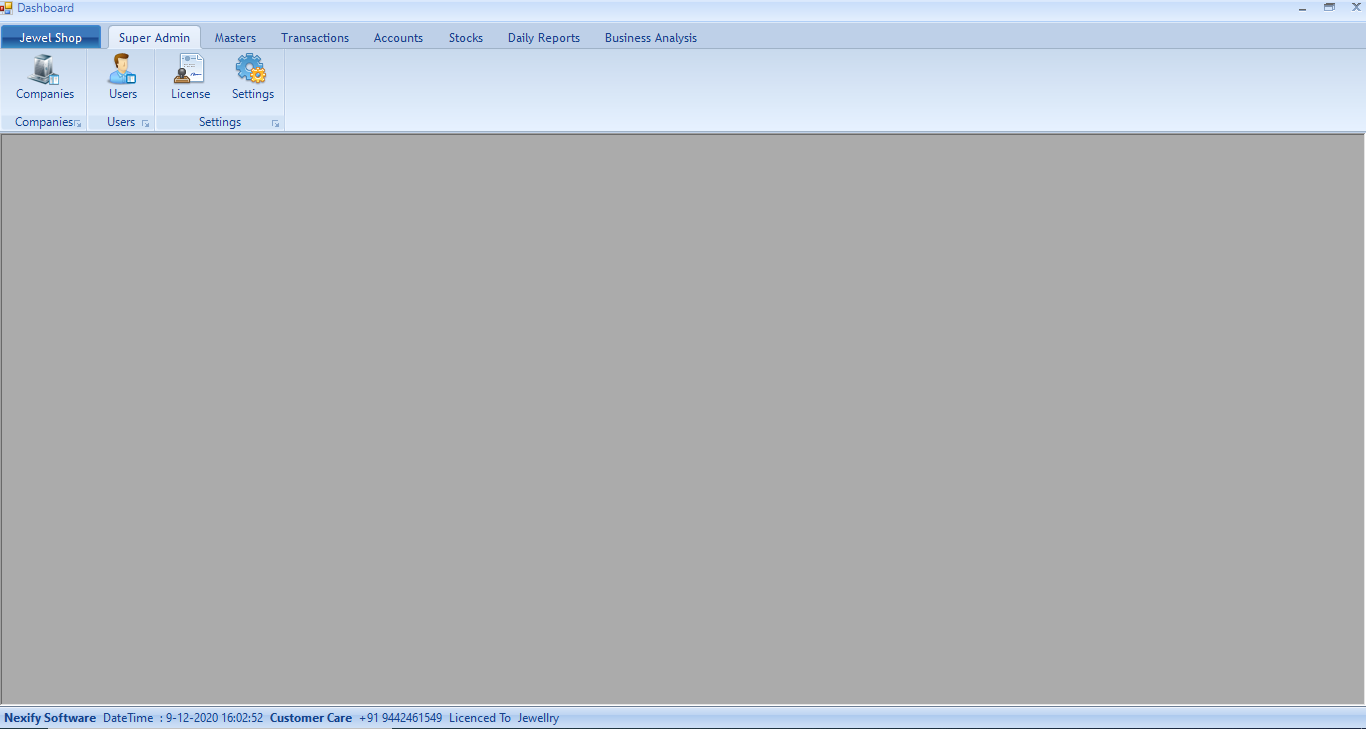 Dashboard
Jewel Shop Super Admin Masters Transactions Accounts Stocks Daily Reports Business Analysis
Companies Users License Settings
Companies Users Settings
Nexify Software DateTime : 9-12-2020 16:02:52 Customer Care +91 9442461549 Licenced To Jewellry